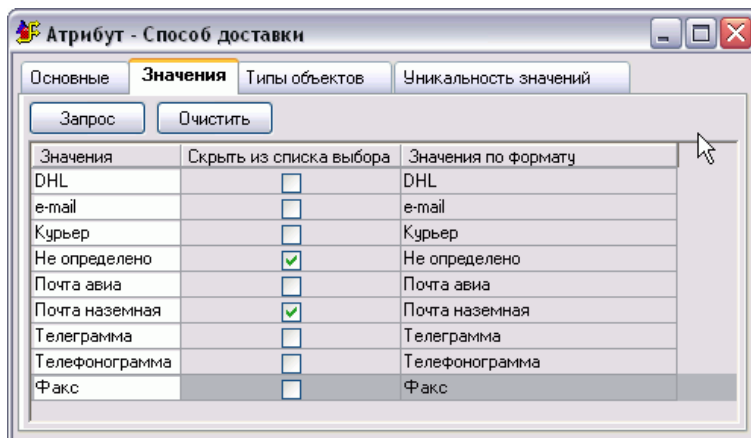 Атрибут - Способ доставки
Основные Значения Типы объектов Уникальность значений
Запрос Очистить
Значения Скрыть из списка выбора Значения по формату
DHL DHL
e-mail e-mail
Курьер Курьер
Не определено Не определено
Почта авиа Почта авиа
Почта наземная Почта наземная
Телеграмма Телеграмма
Телефонограмма Телефонограмма
Факс Факс